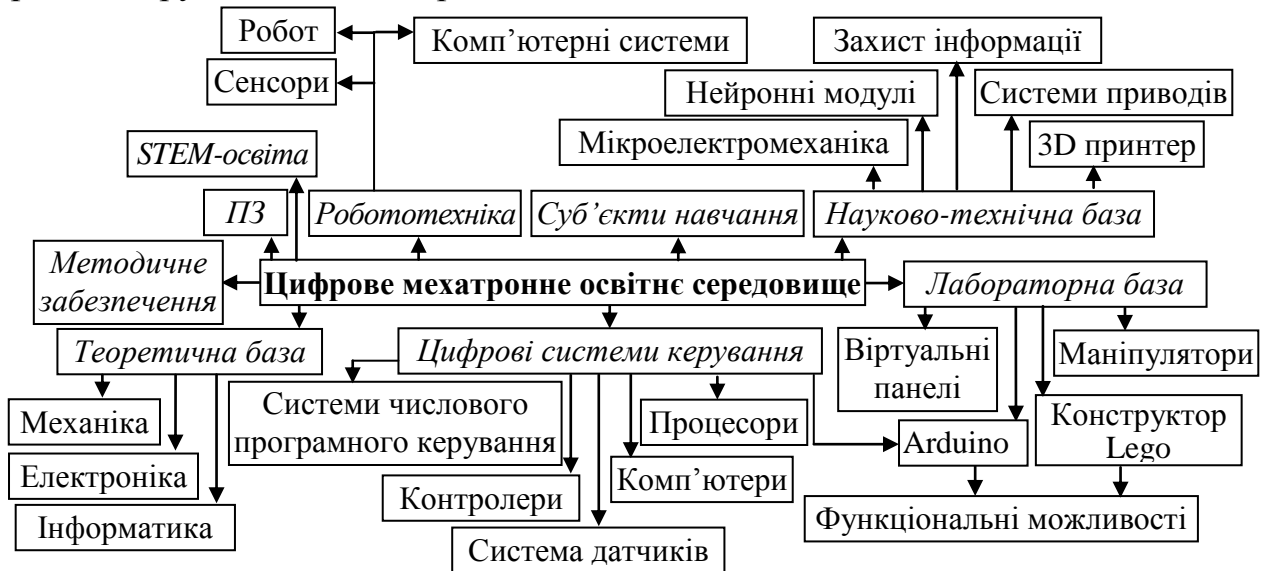 Робот
Комп’ютерні системи
Захист інформації
Сенсори
Нейронні модулі
Системи приводів
Мікроелектромеханіка
3D принтер
STEM-освіта
ПЗ
Робототехніка
Суб’єкти навчання
Науково-технічна база
Методичне
забезпечення
Цифрове мехатронне освітнє середовище
Лабораторна база
Теоретична база
Цифрові системи керування
Віртуальні
панелі
Маніпулятори
Механіка
Системи числового
програмного керування
Процесори
Arduino
Конструктор
Lego
Електроніка
Контролери
Комп’ютери
Інформатика
Система датчиків
Функціональні можливості